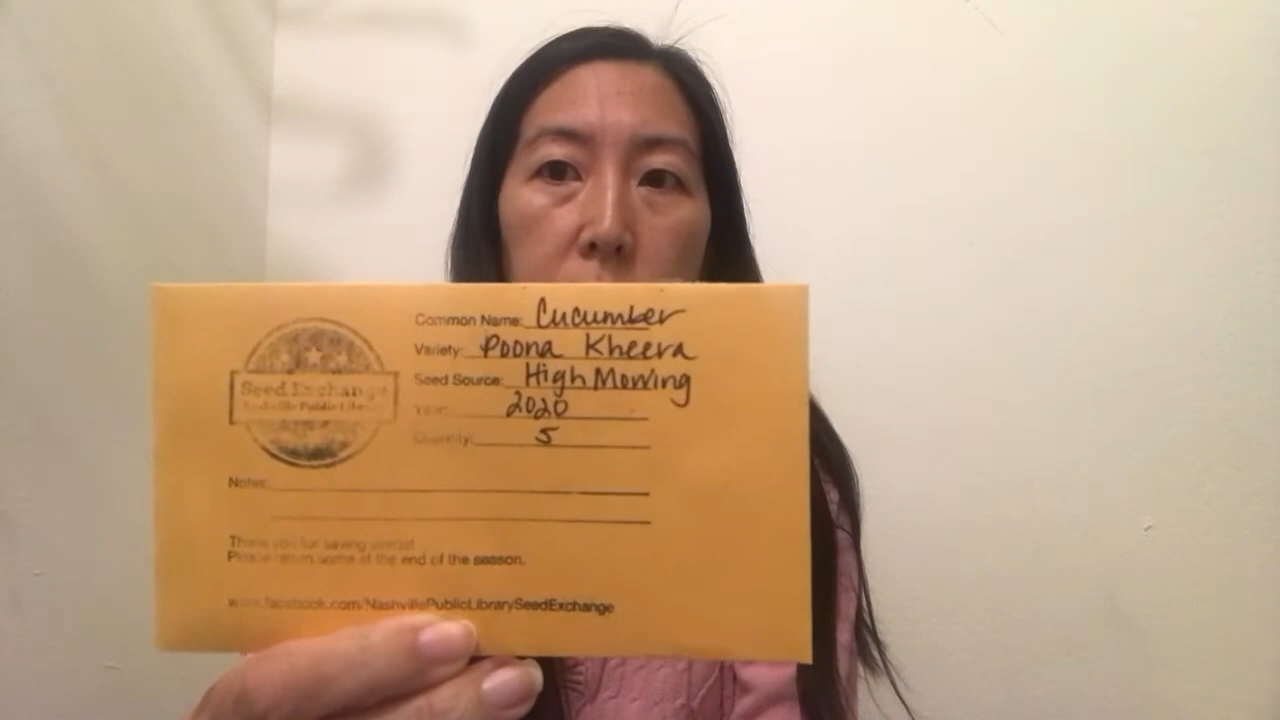 Seed Exchange
Nashville Public Library
Common Name: Cucumber
Variety: Poona Kheera
Seed Source: High Mowing
Year: 2020
Quantity: 5
Notes:
Thank you for saving seeds!
Please return some at the end of the season.
www.facebook.com/NashvillePublicLibrarySeedExchange